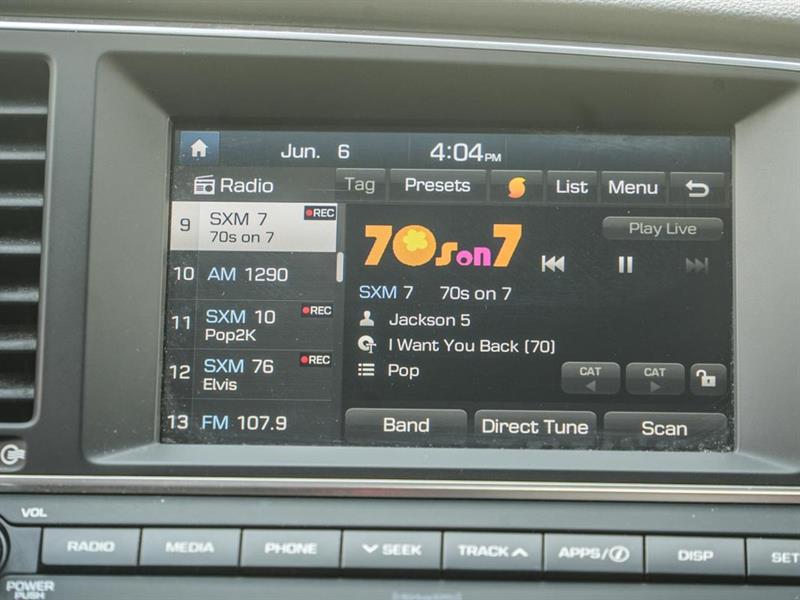 Jun. 6 4:04PM
Radio Tag Presets List Menu
9 SXM 7 REC
70s on 7
10 AM 1290
11 SXM 10 REC
Pop2K
12 SXM 76 REC
Elvis
13 FM 107.9
70s on 7
Play Live
SXM 7 70s on 7
Jackson 5
I Want You Back (70)
Pop
CAT CAT
Band Direct Tune Scan
VOL
RADIO MEDIA PHONE SEEK TRACK APPS/ DISP SET
POWER
PUSH